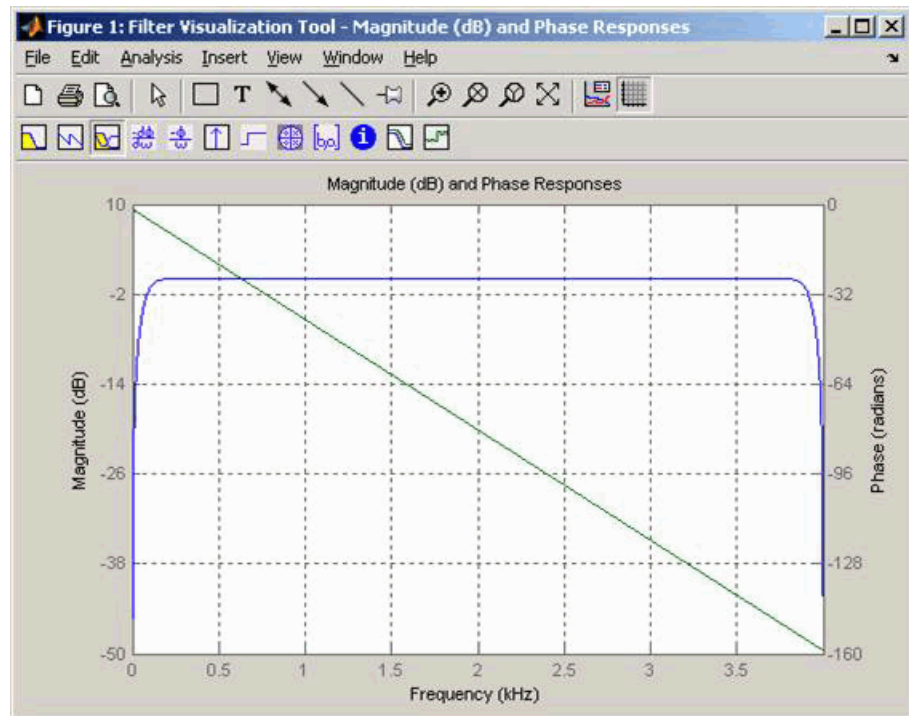 Figure 1: Filter Visualization Tool - Magnitude (dB) and Phase Responses
File Edit Analysis Insert View Window Help
T
[b,a]
i
Magnitude (dB) and Phase Responses
10
-2
-14
-26
-38
-50
Magnitude (dB)
0
-32
-64
-96
-128
-160
Phase (radians)
0 0.5 1 1.5 2 2.5 3 3.5
Frequency (kHz)